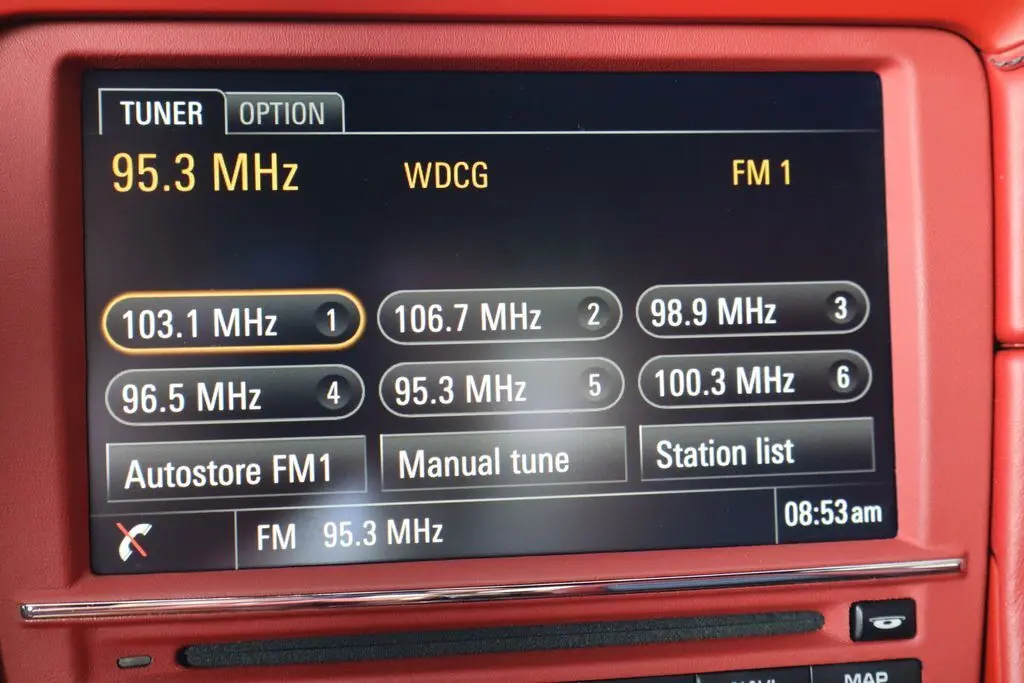 TUNER OPTION
95.3 MHz WDCG FM 1
103.1 MHz 1 106.7 MHz 2 98.9 MHz 3
96.5 MHz 4 95.3 MHz 5 100.3 MHz 6
Autostore FM1 Manual tune Station list
FM 95.3 MHz 08:53am
MAP